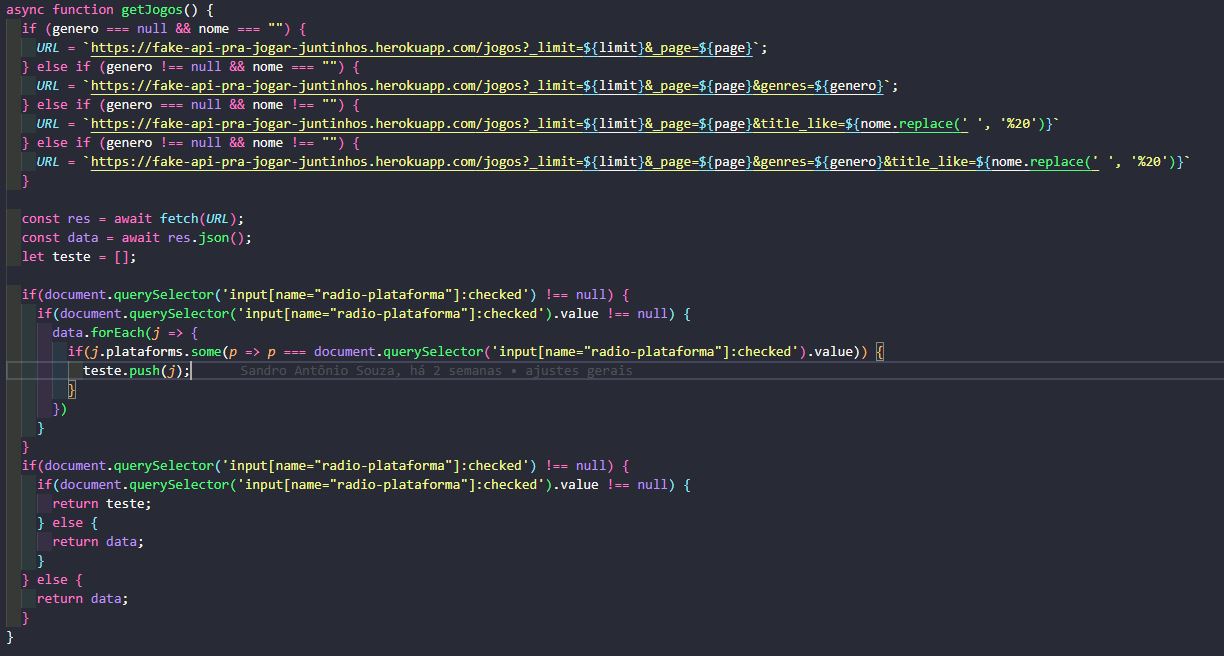 async function getJogos() {
  if (genero === null && nome === "") {
    URL = `https://fake-api-pra-jogar-juntinhos.herokuapp.com/jogos?_limit=${limit}&_page=${page}`;
  } else if (genero !== null && nome === "") {
    URL = `https://fake-api-pra-jogar-juntinhos.herokuapp.com/jogos?_limit=${limit}&_page=${page}&genres=${genero}`;
  } else if (genero === null && nome !== "") {
    URL = `https://fake-api-pra-jogar-juntinhos.herokuapp.com/jogos?_limit=${limit}&_page=${page}&title_like=${nome.replace(' ', '%20')}`
  } else if (genero !== null && nome !== "") {
    URL = `https://fake-api-pra-jogar-juntinhos.herokuapp.com/jogos?_limit=${limit}&_page=${page}&genres=${genero}&title_like=${nome.replace(' ', '%20')}`
  }

  const res = await fetch(URL);
  const data = await res.json();
  let teste = [];

  if(document.querySelector('input[name="radio-plataforma"]:checked') !== null) {
    if(document.querySelector('input[name="radio-plataforma"]:checked').value !== null) {
      data.forEach(j => {
        if(j.plataforms.some(p => p === document.querySelector('input[name="radio-plataforma"]:checked').value)) {
          teste.push(j); Sandro Antônio Souza, há 2 semanas • ajustes gerais
        }
      })
    }
  }
  if(document.querySelector('input[name="radio-plataforma"]:checked') !== null) {
    if(document.querySelector('input[name="radio-plataforma"]:checked').value !== null) {
      return teste;
    } else {
      return data;
    }
  } else {
    return data;
  }
}